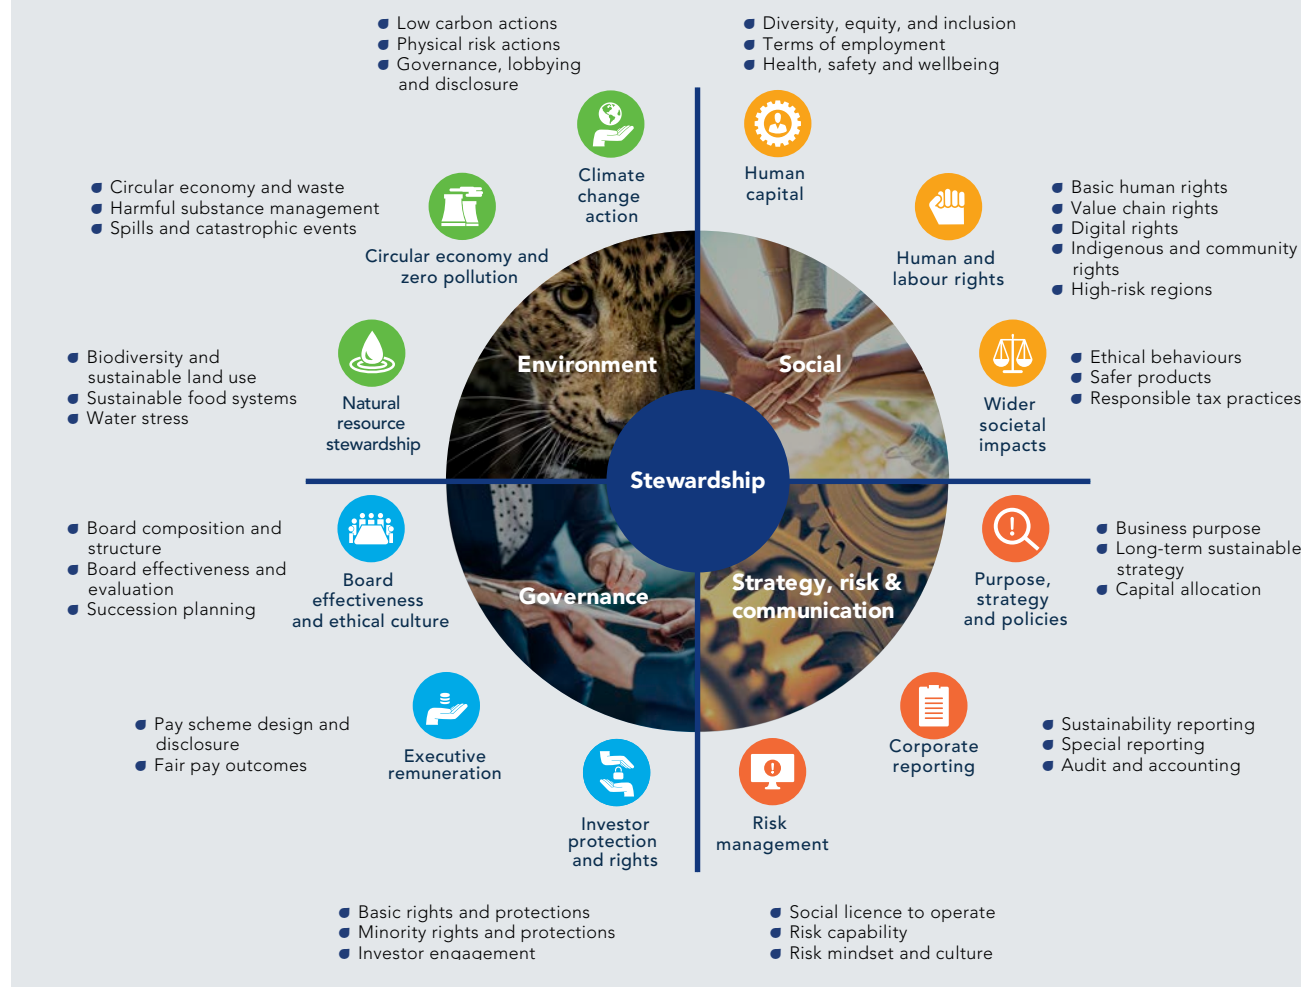 Low carbon actions
Physical risk actions
Governance, lobbying
and disclosure
Climate
change
action
Circular economy and waste
Harmful substance management
Spills and catastrophic events
Circular economy and
zero pollution
Biodiversity and
sustainable land use
Sustainable food systems
Water stress
Natural
resource
stewardship
Environment
Diversity, equity, and inclusion
Terms of employment
Health, safety and wellbeing
Human
capital
Basic human rights
Value chain rights
Digital rights
Indigenous and community
rights
High-risk regions
Human and
labour rights
Ethical behaviours
Safer products
Responsible tax practices
Wider
societal
impacts
Social
Stewardship
Board composition and
structure
Board effectiveness and
evaluation
Succession planning
Board
effectiveness
and ethical culture
Governance
Pay scheme design and
disclosure
Fair pay outcomes
Executive
remuneration
Investor
protection
and rights
Basic rights and protections
Minority rights and protections
Investor engagement
Strategy, risk &
communication
Purpose,
strategy
and policies
Business purpose
Long-term sustainable
strategy
Capital allocation
Corporate
reporting
Sustainability reporting
Special reporting
Audit and accounting
Risk
management
Social licence to operate
Risk capability
Risk mindset and culture